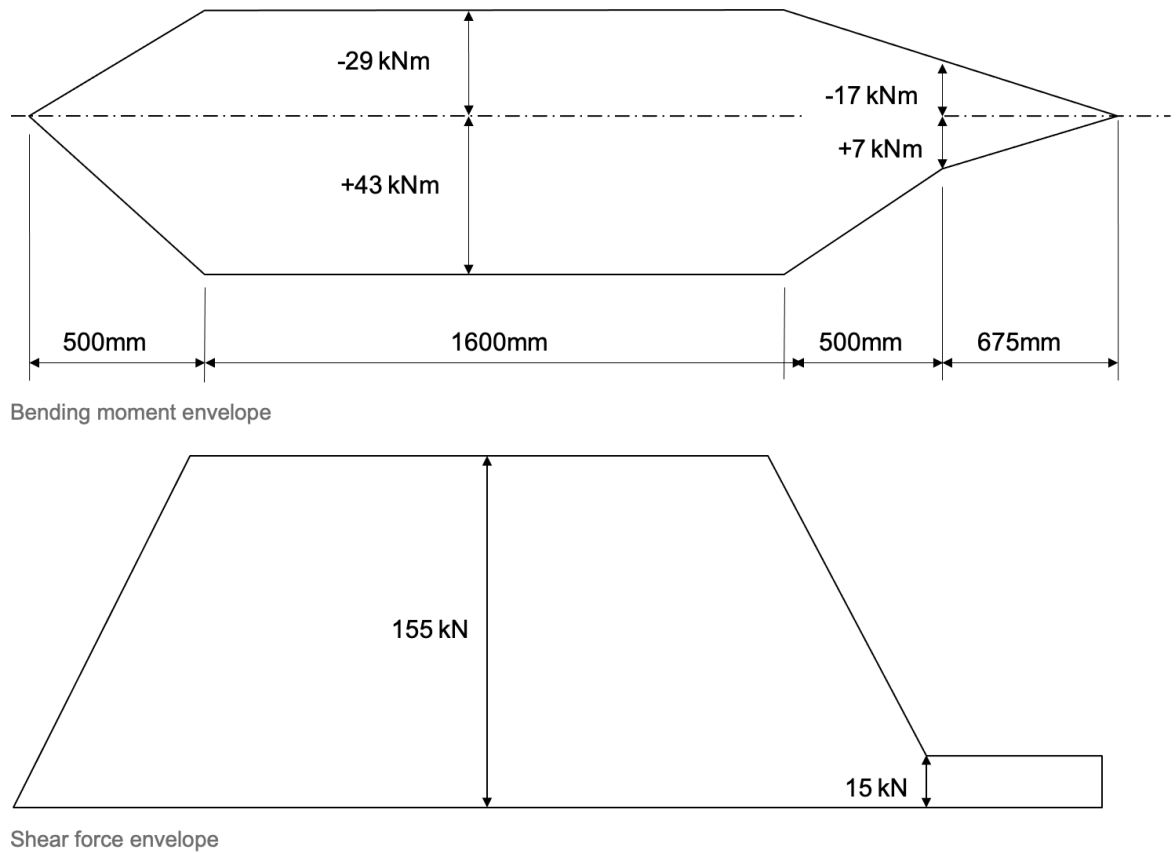 -29 kNm
-17 kNm
+7 kNm
+43 kNm
500mm
1600mm
500mm
675mm
Bending moment envelope
155 kN
15 kN
Shear force envelope